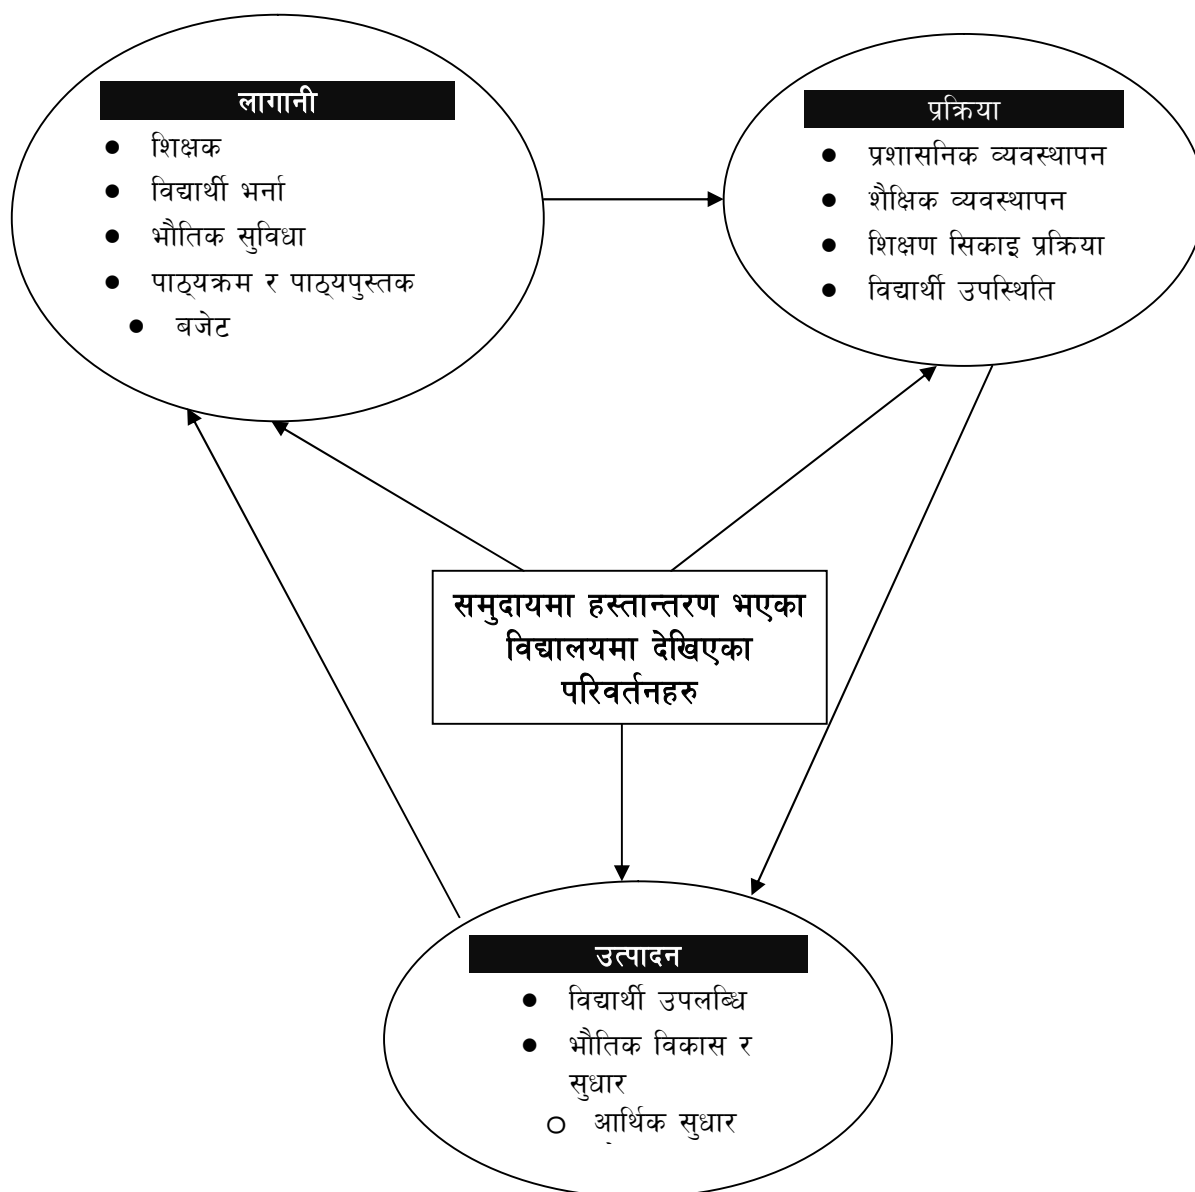 लागानी
● शिक्षक
● विद्यार्थी भर्ना
● भौतिक सुविधा
● पाठ्यक्रम र पाठ्यपुस्तक
● बजेट
प्रक्रिया
● प्रशासनिक व्यवस्थापन
● शैक्षिक व्यवस्थापन
● शिक्षण सिकाइ प्रक्रिया
● विद्यार्थी उपस्थिति
समुदायमा हस्तान्तरण भएका
विद्यालयमा देखिएका
परिवर्तनहरु
उत्पादन
● विद्यार्थी उपलब्धि
● भौतिक विकास र
सुधार
○ आर्थिक सुधार